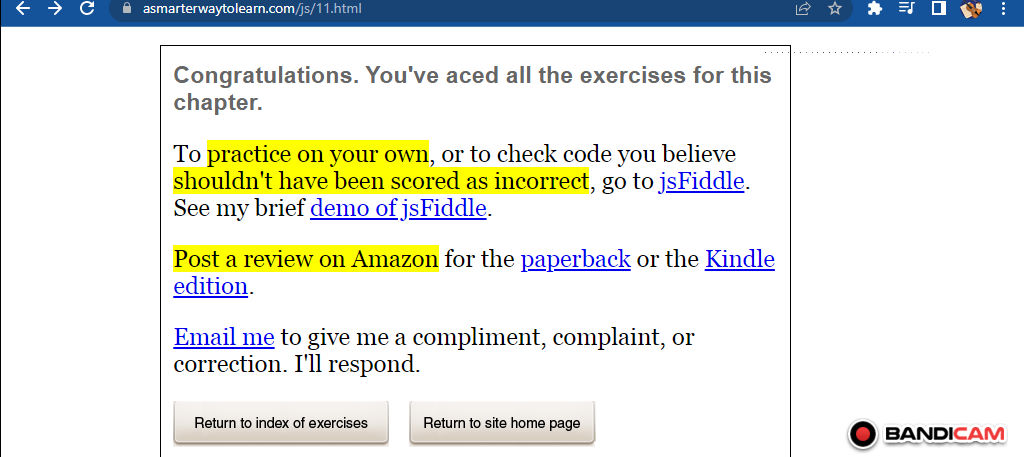 asmarterwaytolearn.com/js/11.html
Congratulations. You've aced all the exercises for this
chapter.
To practice on your own, or to check code you believe
shouldn't have been scored as incorrect, go to jsFiddle.
See my brief demo of jsFiddle.
Post a review on Amazon for the paperback or the Kindle
edition.
Email me to give me a compliment, complaint, or
correction. I'll respond.
Return to index of exercises
Return to site home page
BANDICAM